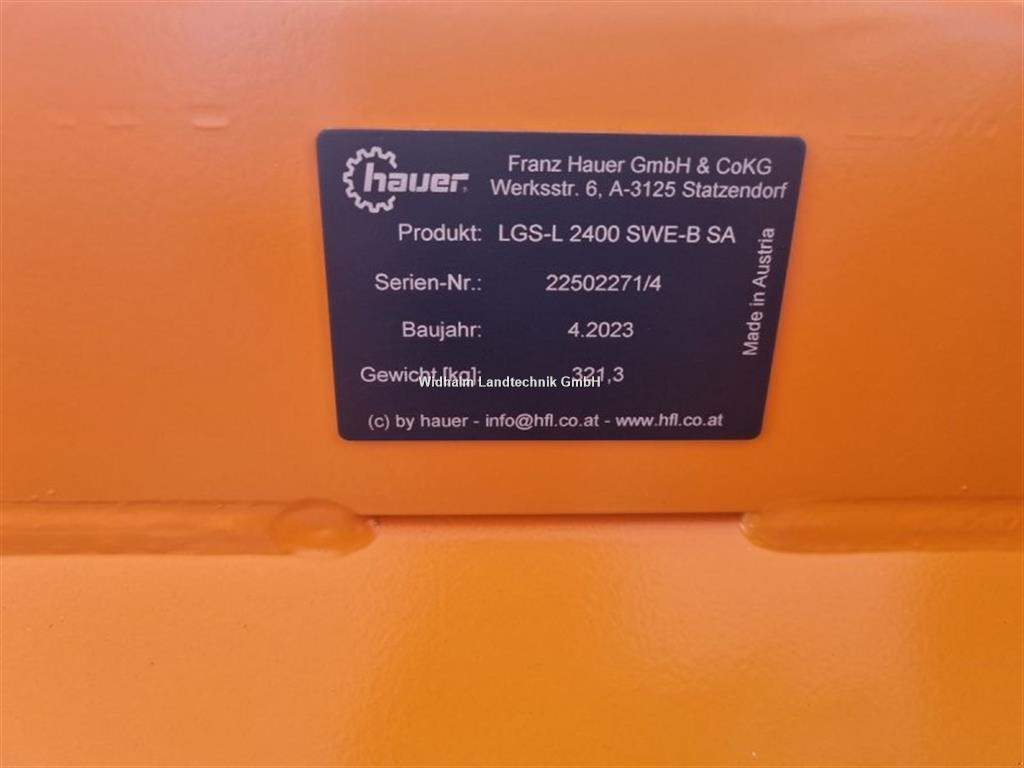 hauer
Franz Hauer GmbH & CoKG
Werksstr. 6, A-3125 Statzendorf
Produkt: LGS-L 2400 SWE-B SA
Serien-Nr.: 22502271/4
Baujahr: 4.2023
Gewicht [kg]: 321,3
Made in Austria
Widhalm Landtechnik GmbH
(c) by hauer - info@hfl.co.at - www.hfl.co.at